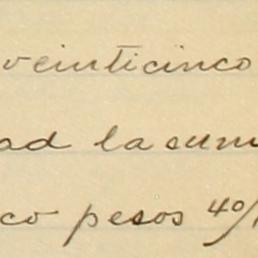 veinticinco
ad la sum
co pesos 40/